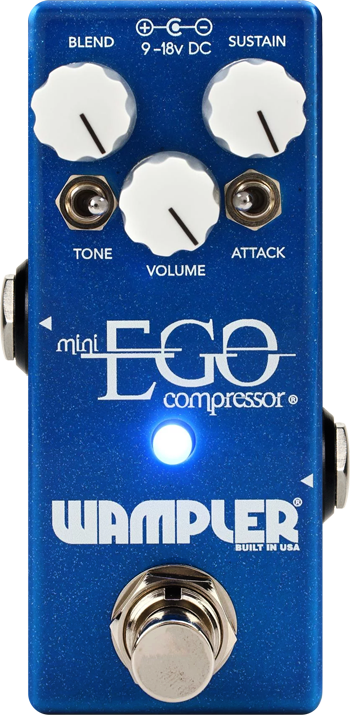 BLEND
SUSTAIN
9-18v DC
TONE
ATTACK
VOLUME
mini EGO
compressor®
WAMPLER®
BUILT IN USA